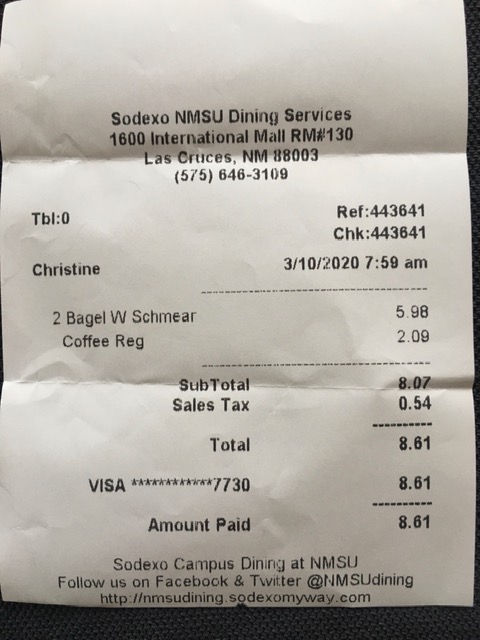 Sodexo NMSU Dining Services
1600 International Mall RM#130
Las Cruces, NM 88003
(575) 646-3109
Tbl:0 Ref:443641
Chk:443641
Christine 3/10/2020 7:59 am
2 Bagel W Schmear 5.98
Coffee Reg 2.09
SubTotal 8.07
Sales Tax 0.54
Total 8.61
VISA ************7730 8.61
Amount Paid 8.61
Sodexo Campus Dining at NMSU
Follow us on Facebook & Twitter @NMSUdining
http://nmsudining.sodexomyway.com